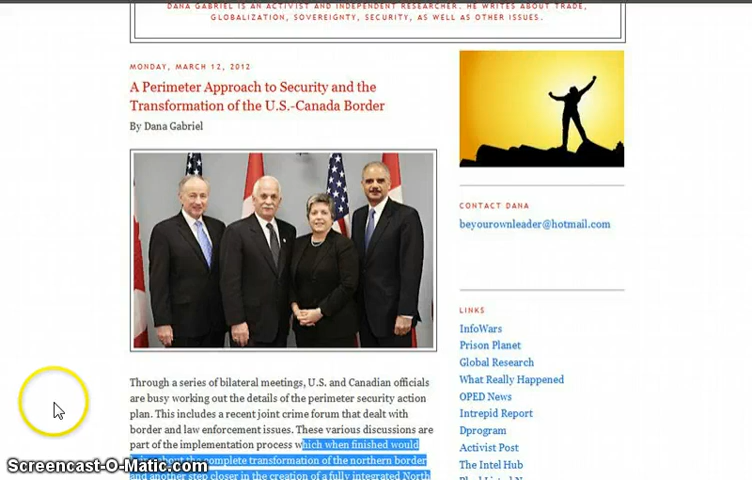 DANA GABRIEL IS AN ACTIVIST AND INDEPENDENT RESEARCHER. HE WRITES ABOUT TRADE,
GLOBALIZATION, SOVEREIGNTY, SECURITY, AS WELL AS OTHER ISSUES.
MONDAY, MARCH 12, 2012
A Perimeter Approach to Security and the
Transformation of the U.S.-Canada Border
By Dana Gabriel
Through a series of bilateral meetings, U.S. and Canadian officials
are busy working out the details of the perimeter security action
plan. This includes a recent joint crime forum that dealt with
border and law enforcement issues. These various discussions are
part of the implementation process which when finished would
complete transformation of the northern border
and another step closer in the creation of a fully integrated North
CONTACT DANA
beyourownleader@hotmail.com
LINKS
InfoWars
Prison Planet
Global Research
What Really Happened
OPED News
Intrepid Report
Dprogram
Activist Post
The Intel Hub
Screencast-O-Matic.com